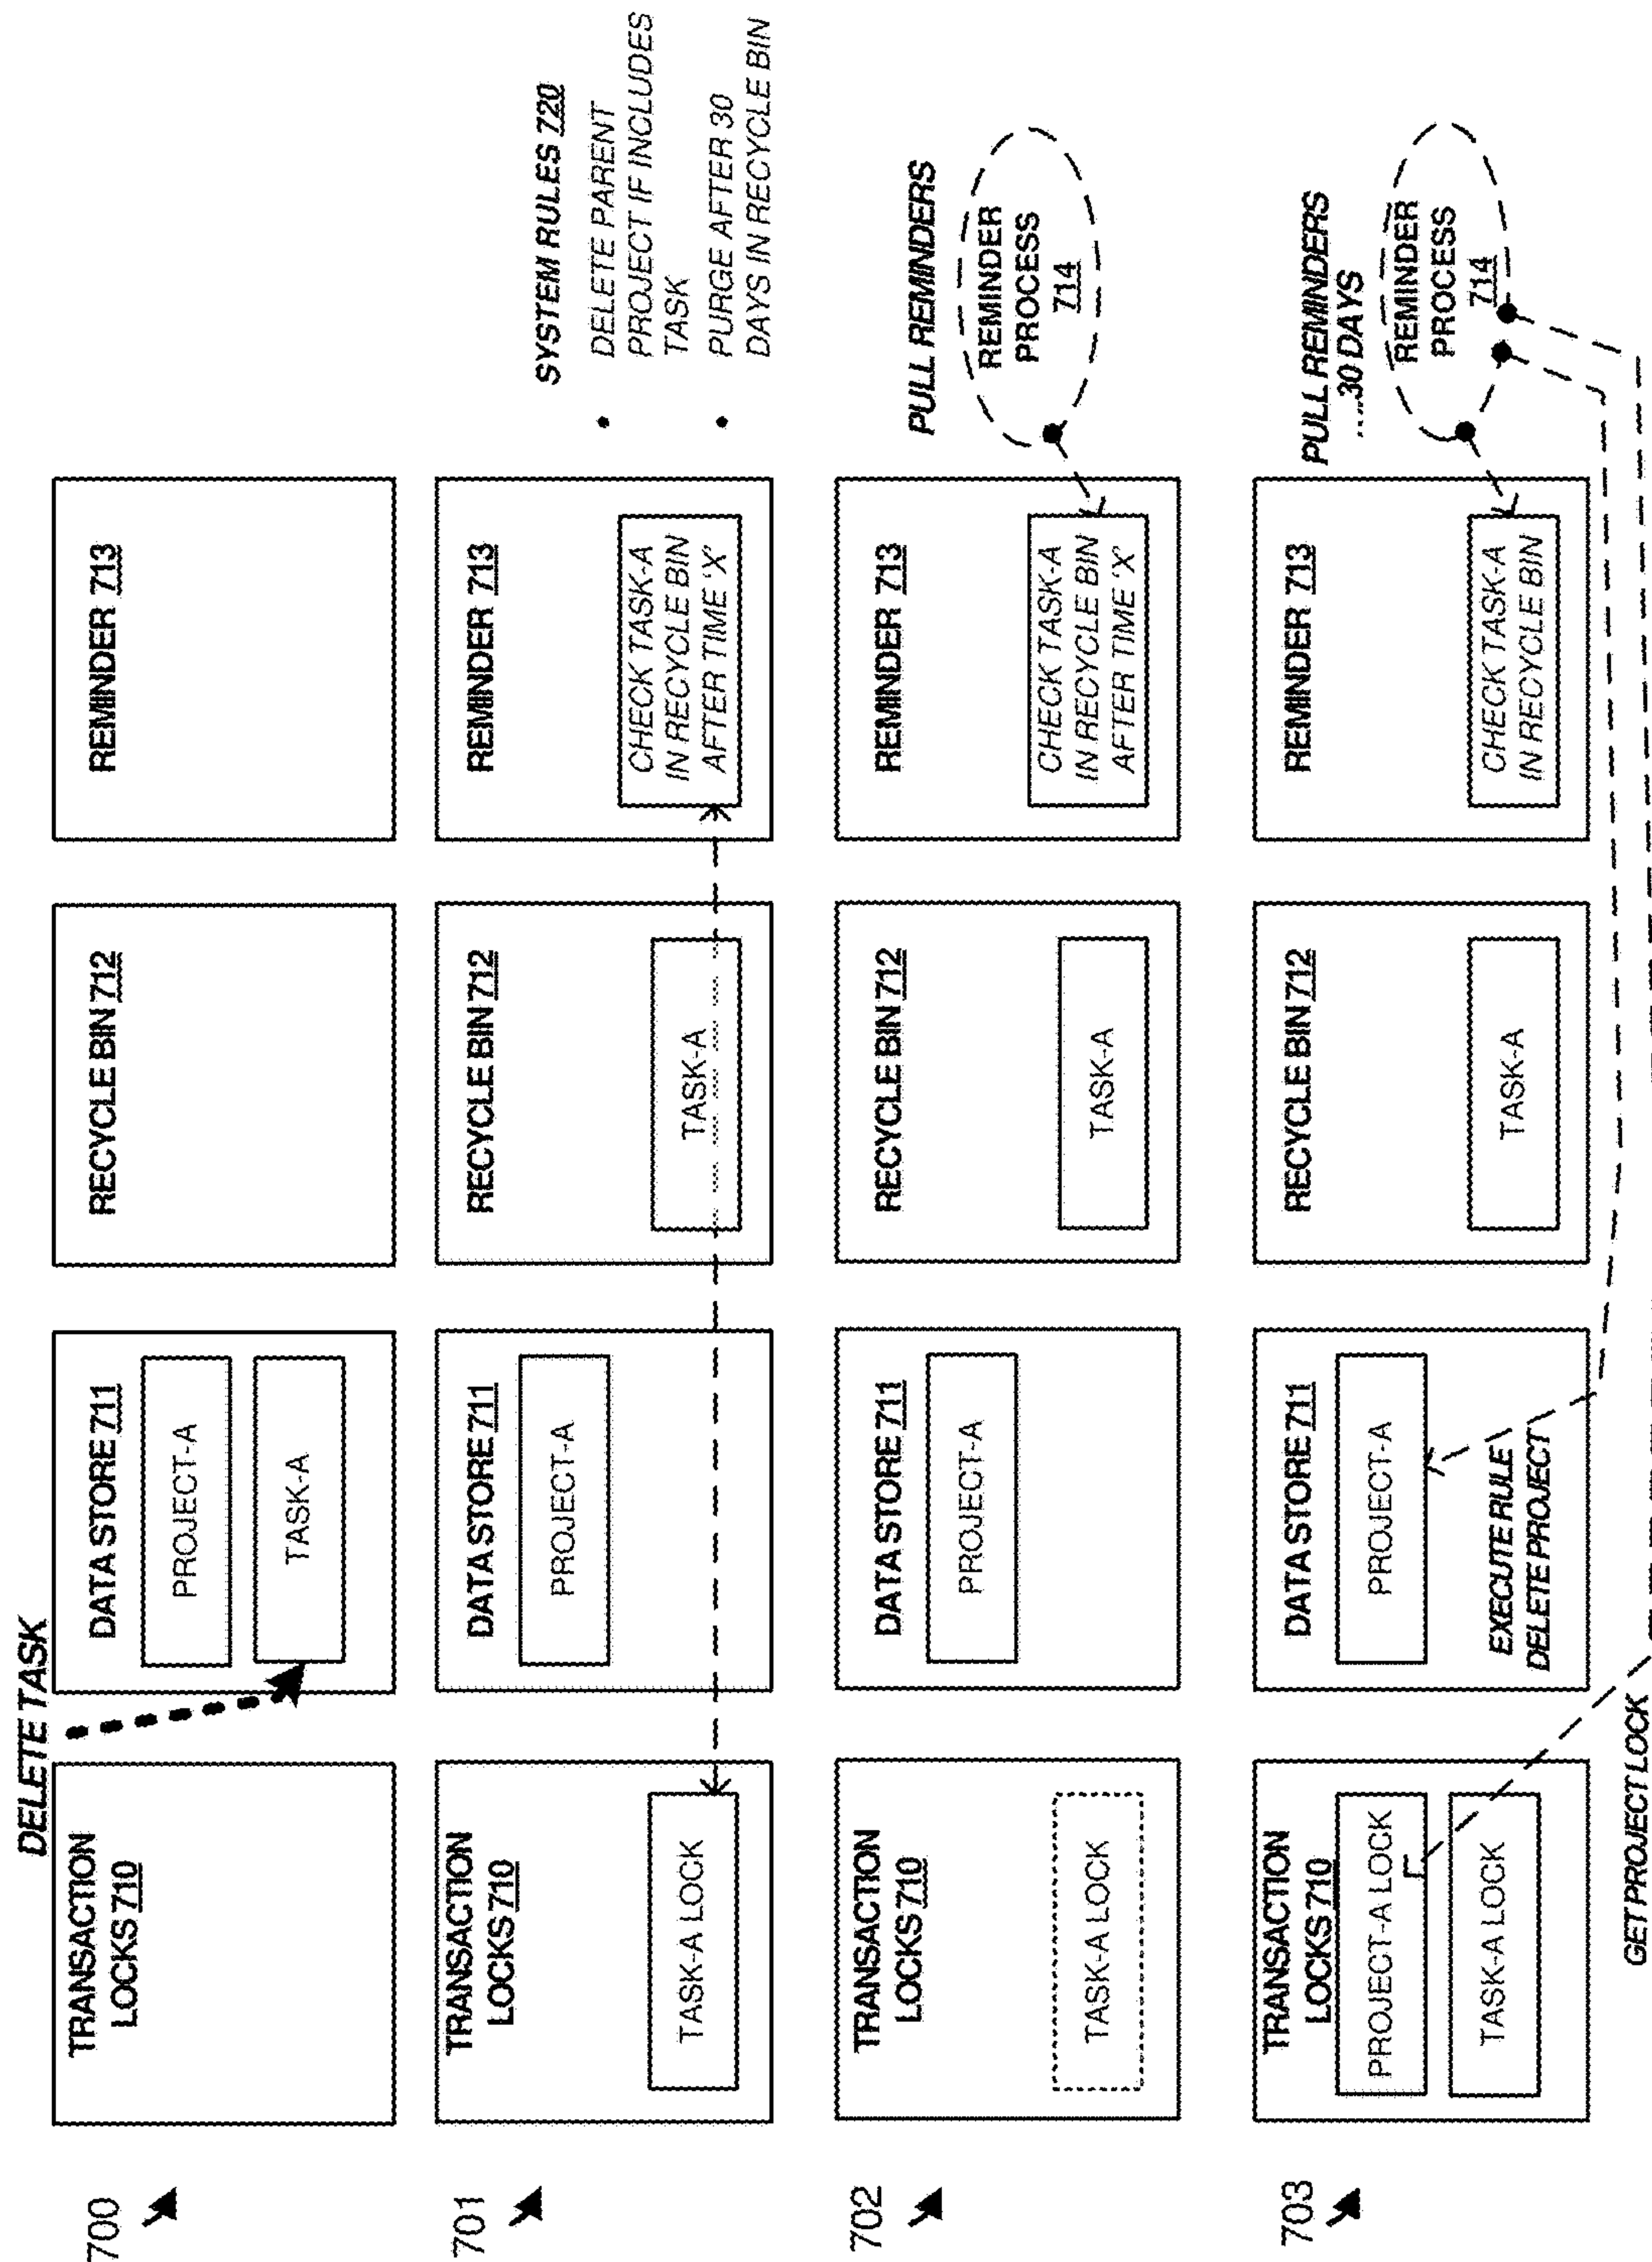 DELETE TASK
700
TRANSACTION
LOCKS 710
DATA STORE 711
PROJECT-A
TASK-A
RECYCLE BIN 712
REMINDER 713
701
TRANSACTION
LOCKS 710
TASK-A LOCK
DATA STORE 711
PROJECT-A
RECYCLE BIN 712
TASK-A
REMINDER 713
CHECK TASK-A
IN RECYCLE BIN
AFTER TIME ‘X’
SYSTEM RULES 720
• DELETE PARENT
PROJECT IF INCLUDES
TASK
• PURGE AFTER 30
DAYS IN RECYCLE BIN
702
TRANSACTION
LOCKS 710
TASK-A LOCK
DATA STORE 711
PROJECT-A
RECYCLE BIN 712
TASK-A
REMINDER 713
CHECK TASK-A
IN RECYCLE BIN
AFTER TIME ‘X’
PULL REMINDERS
REMINDER
PROCESS
714
703
TRANSACTION
LOCKS 710
PROJECT-A LOCK
TASK-A LOCK
DATA STORE 711
PROJECT-A
EXECUTE RULE
DELETE PROJECT
RECYCLE BIN 712
TASK-A
REMINDER 713
CHECK TASK-A
IN RECYCLE BIN
PULL REMINDERS
....30 DAYS
REMINDER
PROCESS
714
GET PROJECT LOCK